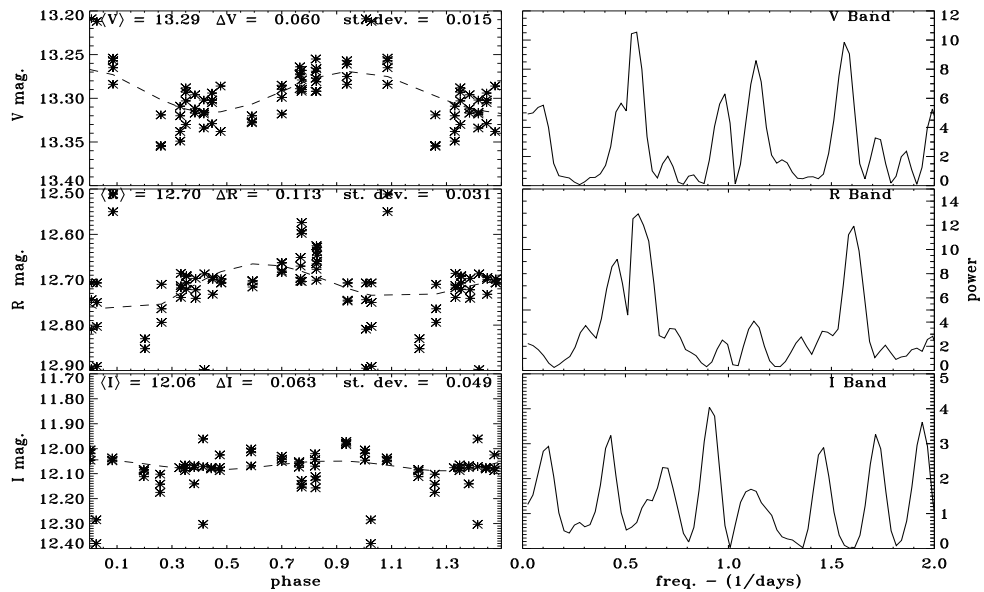 ⟨V⟩ = 13.29 ΔV = 0.060 st. dev. = 0.015
13.20
13.25
13.30
13.35
13.40
V mag.
V Band
12
10
8
6
4
2
0
= 12.70 ΔR = 0.113 st. dev. = 0.031
12.50
12.60
12.70
12.80
12.90
R mag.
R Band
14
12
10
8
6
4
2
0
power
⟨I⟩ = 12.06 ΔI = 0.063 st. dev. = 0.049
11.70
11.80
11.90
12.00
12.10
12.20
12.30
12.40
I mag.
I Band
5
4
3
2
1
0
0.1 0.3 0.5 0.7 0.9 1.1 1.3
phase
0.0 0.5 1.0 1.5 2.0
freq. - (1/days)